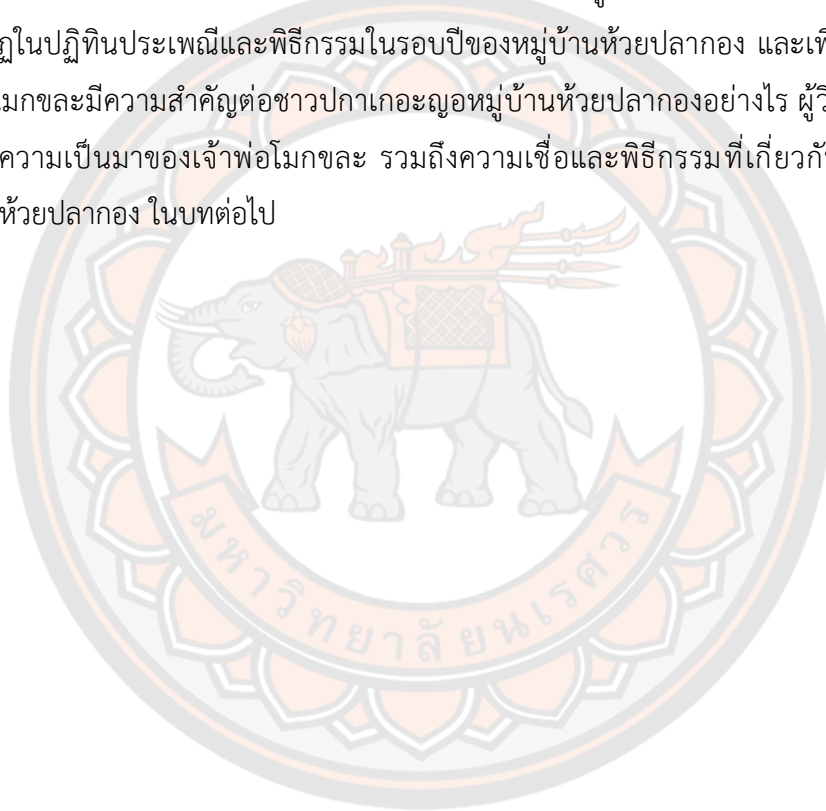 ในปฏิทินประเพณีและพิธีกรรมในรอบปีของหมู่บ้านห้วยปลากอง และเพื
มกขละมีความสำคัญต่อชาวปกาเกอะญอหมู่บ้านห้วยปลากองอย่างไร ผู้วิ
ความเป็นมาของเจ้าพ่อโมกขละ รวมถึงความเชื่อและพิธีกรรมที่เกี่ยวกั
ห้วยปลากอง ในบทต่อไป
มหาวิทยาลัยนเรศวร